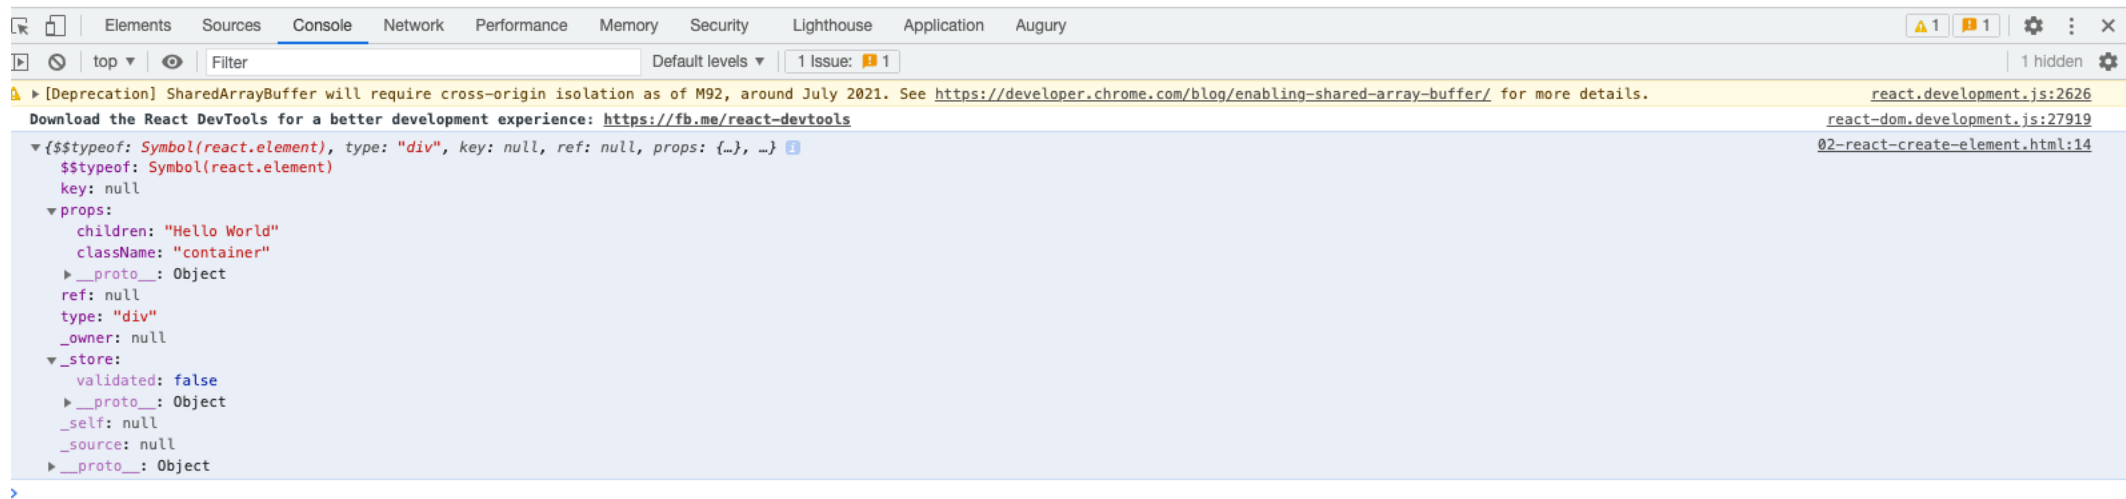 Elements Sources Console Network Performance Memory Security Lighthouse Application Augury 1 1
top ▼ Filter Default levels ▼ 1 Issue: 1 1 hidden
[Deprecation] SharedArrayBuffer will require cross-origin isolation as of M92, around July 2021. See https://developer.chrome.com/blog/enabling-shared-array-buffer/ for more details. react.development.js:2626
Download the React DevTools for a better development experience: https://fb.me/react-devtools react-dom.development.js:27919
▼{$$typeof: Symbol(react.element), type: "div", key: null, ref: null, props: {…}, …} i 02-react-create-element.html:14
$$typeof: Symbol(react.element)
key: null
▼props:
children: "Hello World"
className: "container"
▶__proto__: Object
ref: null
type: "div"
_owner: null
▼_store:
validated: false
▶__proto__: Object
_self: null
_source: null
▶__proto__: Object